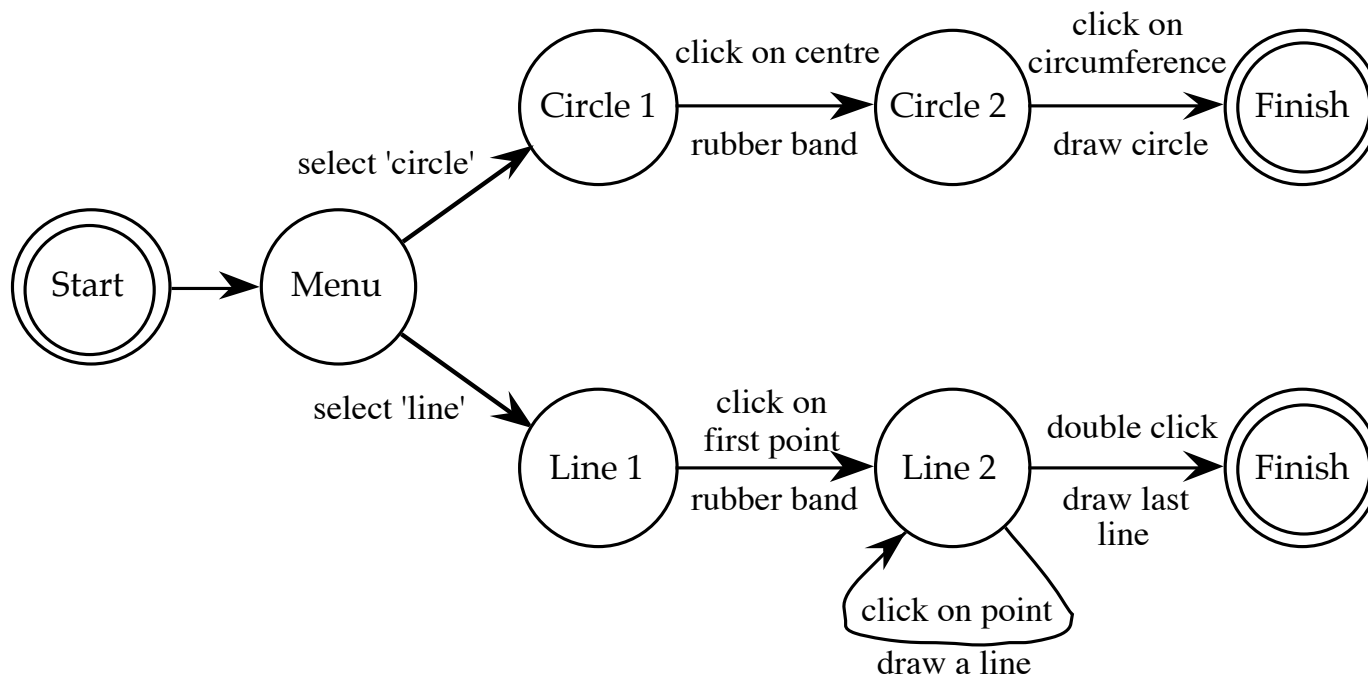 click on
click on centre
circumference
Circle 1
Circle 2
Finish
rubber band
draw circle
select 'circle'
Start
Menu
select 'line'
click on
first point
double click
Line 1
Line 2
Finish
rubber band
draw last
line
click on point
draw a line